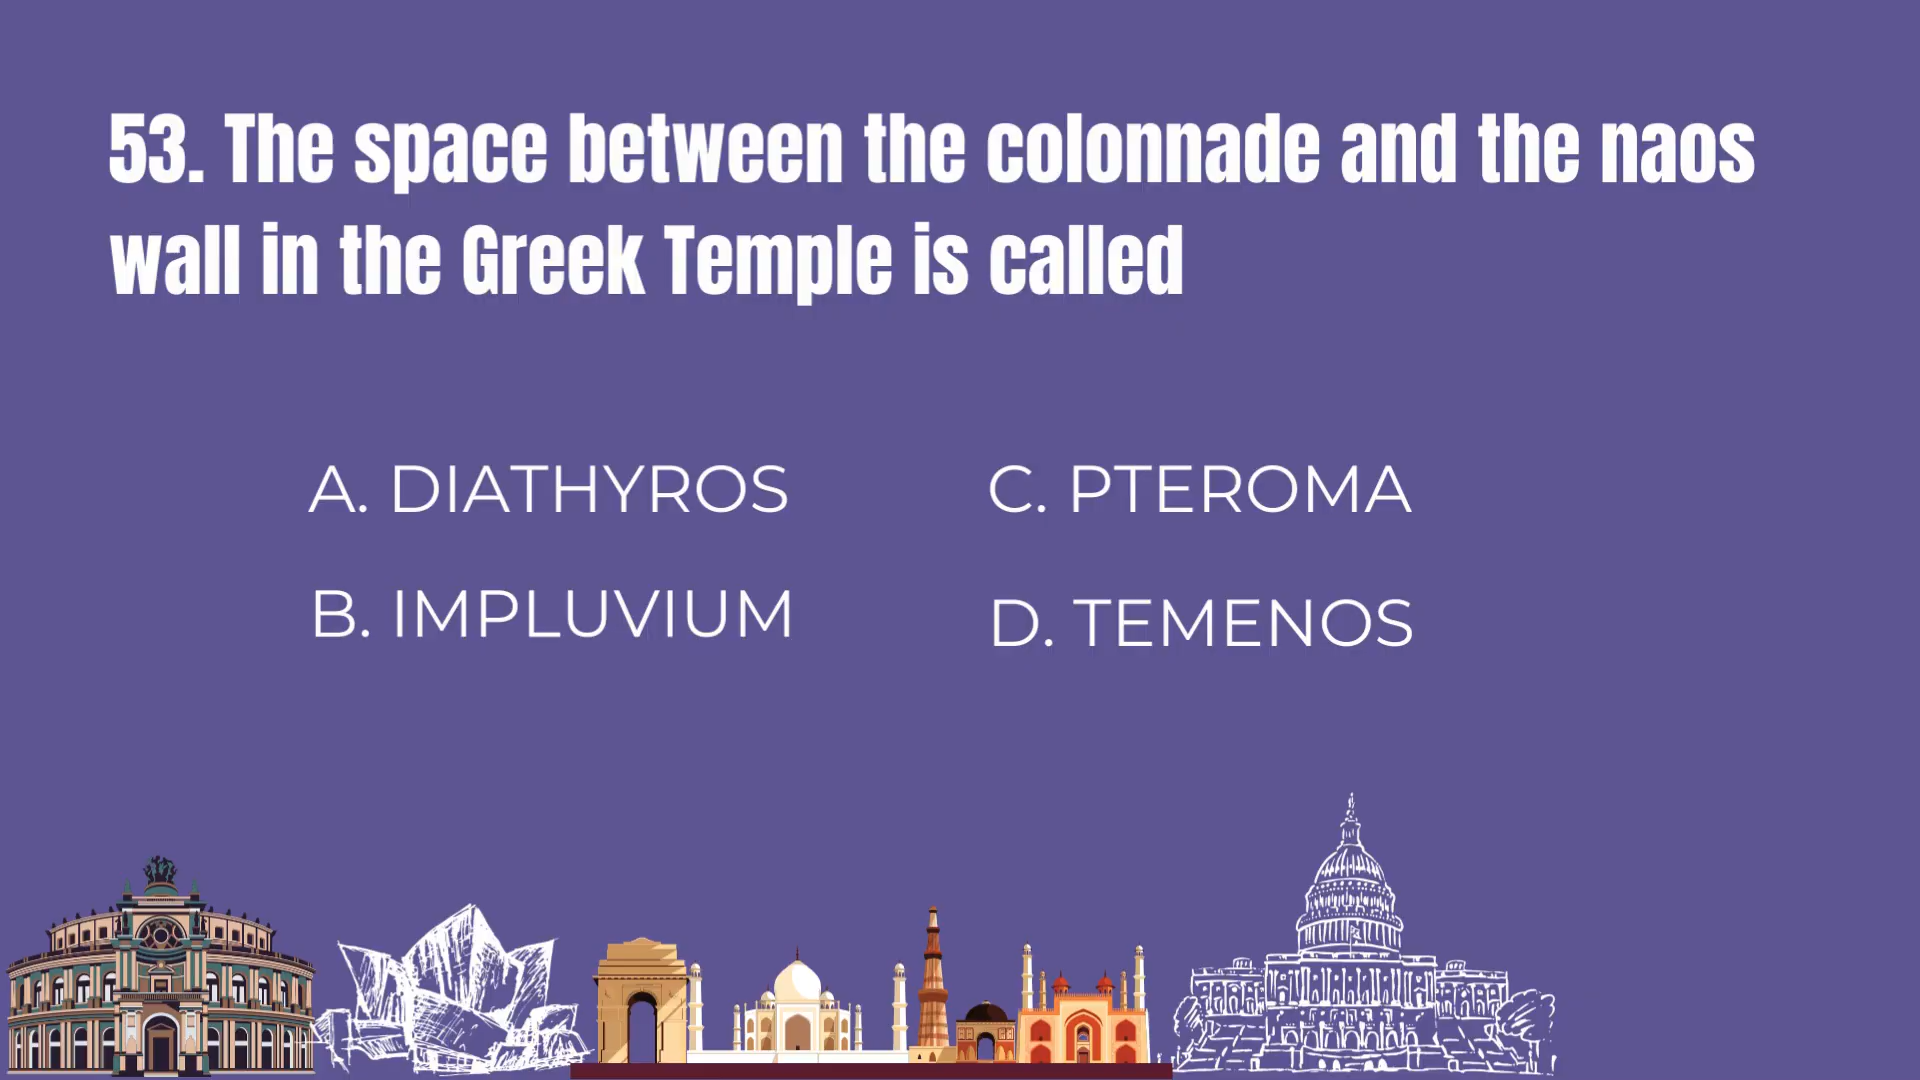 53. The space between the colonnade and the naos
wall in the Greek Temple is called
A. DIATHYROS
B. IMPLUVIUM
C. PTEROMA
D. TEMENOS